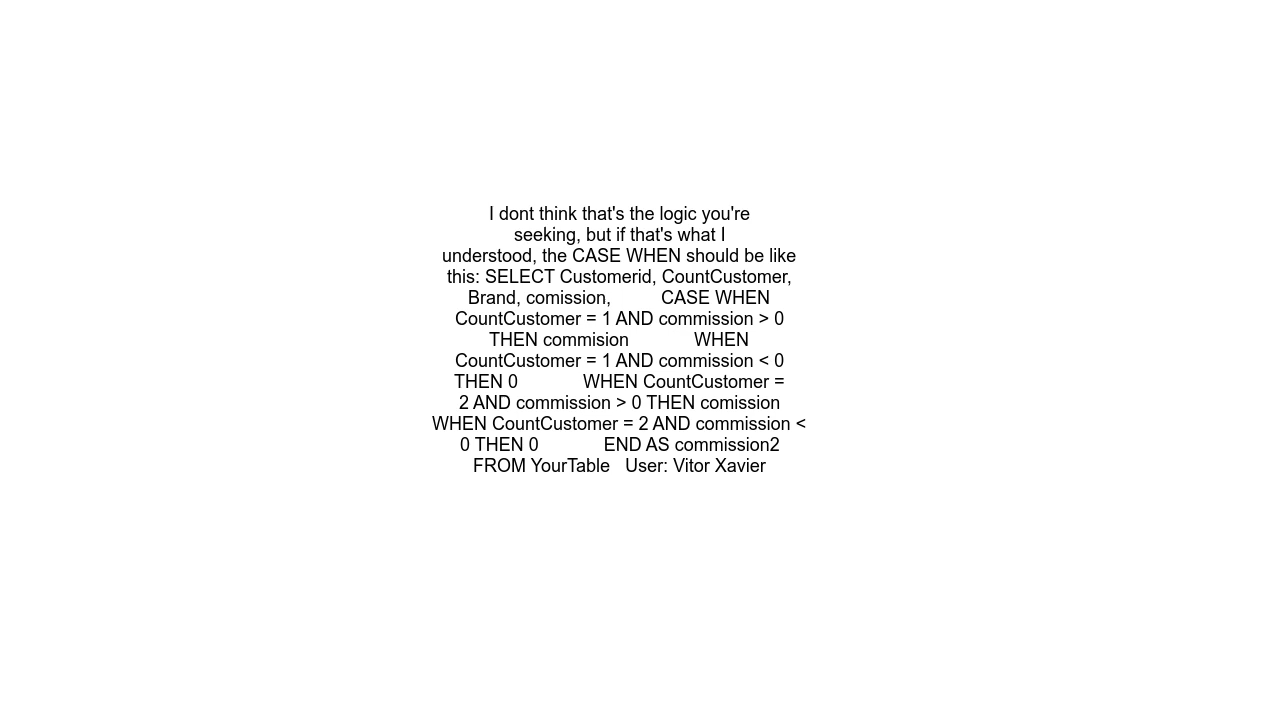 I dont think that's the logic you're
seeking, but if that's what I
understood, the CASE WHEN should be like
this: SELECT Customerid, CountCustomer,
Brand, comission,          CASE WHEN
CountCustomer = 1 AND commission > 0
THEN commision             WHEN
CountCustomer = 1 AND commission < 0
THEN 0             WHEN CountCustomer =
2 AND commission > 0 THEN comission
WHEN CountCustomer = 2 AND commission <
0 THEN 0             END AS commission2
FROM YourTable   User: Vitor Xavier